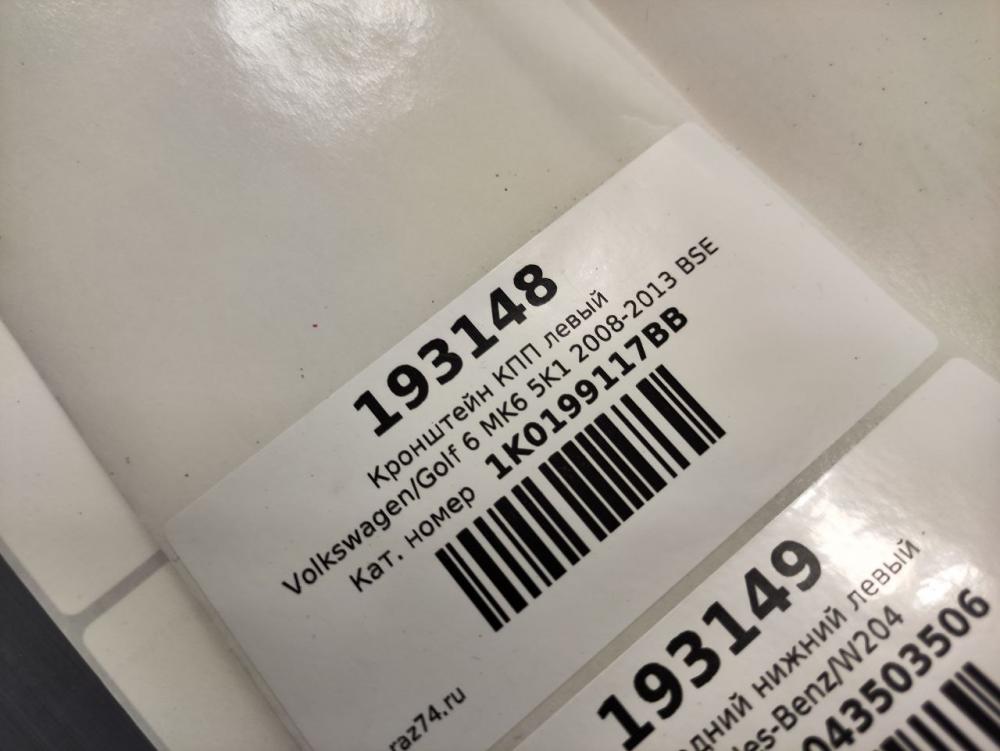 193148
Кронштейн КПП левый
Volkswagen/Golf 6 MK6 5K1 2008-2013 BSE
Кат. номер 1K0199117BB
raz74.ru
193149
нижний левый
/W204